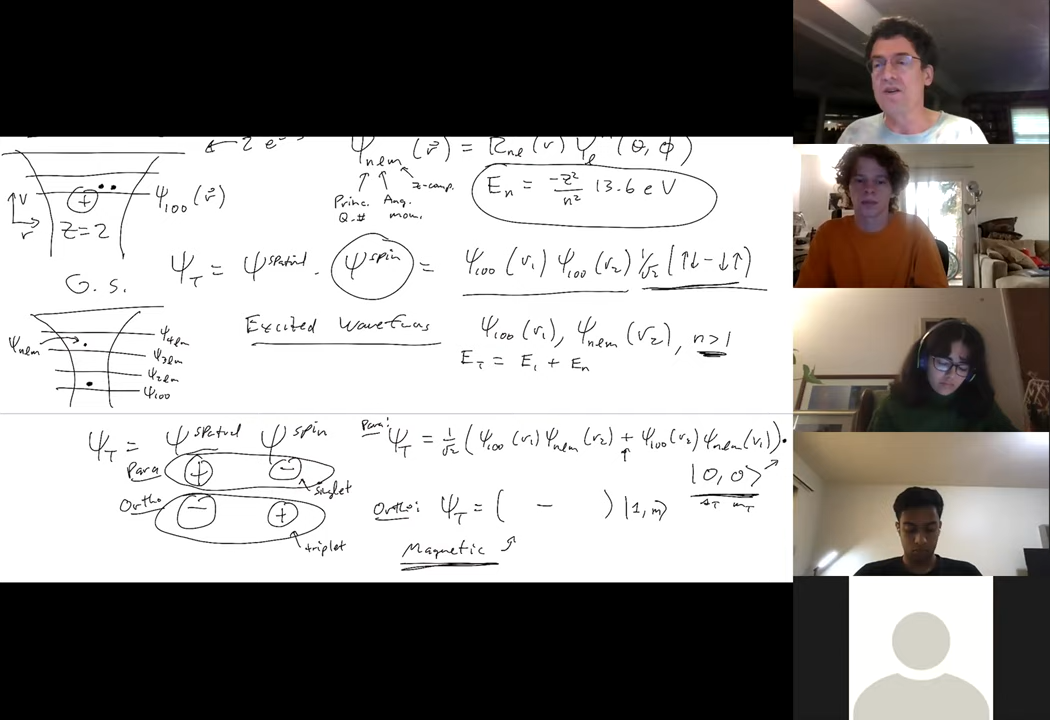 ← 2 e
ψnlm (r⃗) = Rnl (r) Yl^m (θ, ϕ)
Princ. Q.#
Ang. mom.
z-comp.
En = -Z²/n² 13.6 eV
V
r
+
Z=2
ψ100 (r⃗)
G.S.
ψT = ψspatial · ψspin = ψ100 (r1) ψ100 (r2) 1/√2 (↑↓ - ↓↑)
ψnlm
ψ4lm
ψ3lm
ψ2lm
ψ100
Excited Wavefuns
ψ100 (r1), ψnlm (r2), n>1
ET = E1 + En
ψT = ψspatial ψspin
Para + - singlet
Ortho - + triplet
Para: ψT = 1/√2 (ψ100 (r1) ψnlm (r2) + ψ100 (r2) ψnlm (r1)) ·
|0,0⟩
sT mT
Ortho: ψT = ( - ) |1,m⟩
Magnetic